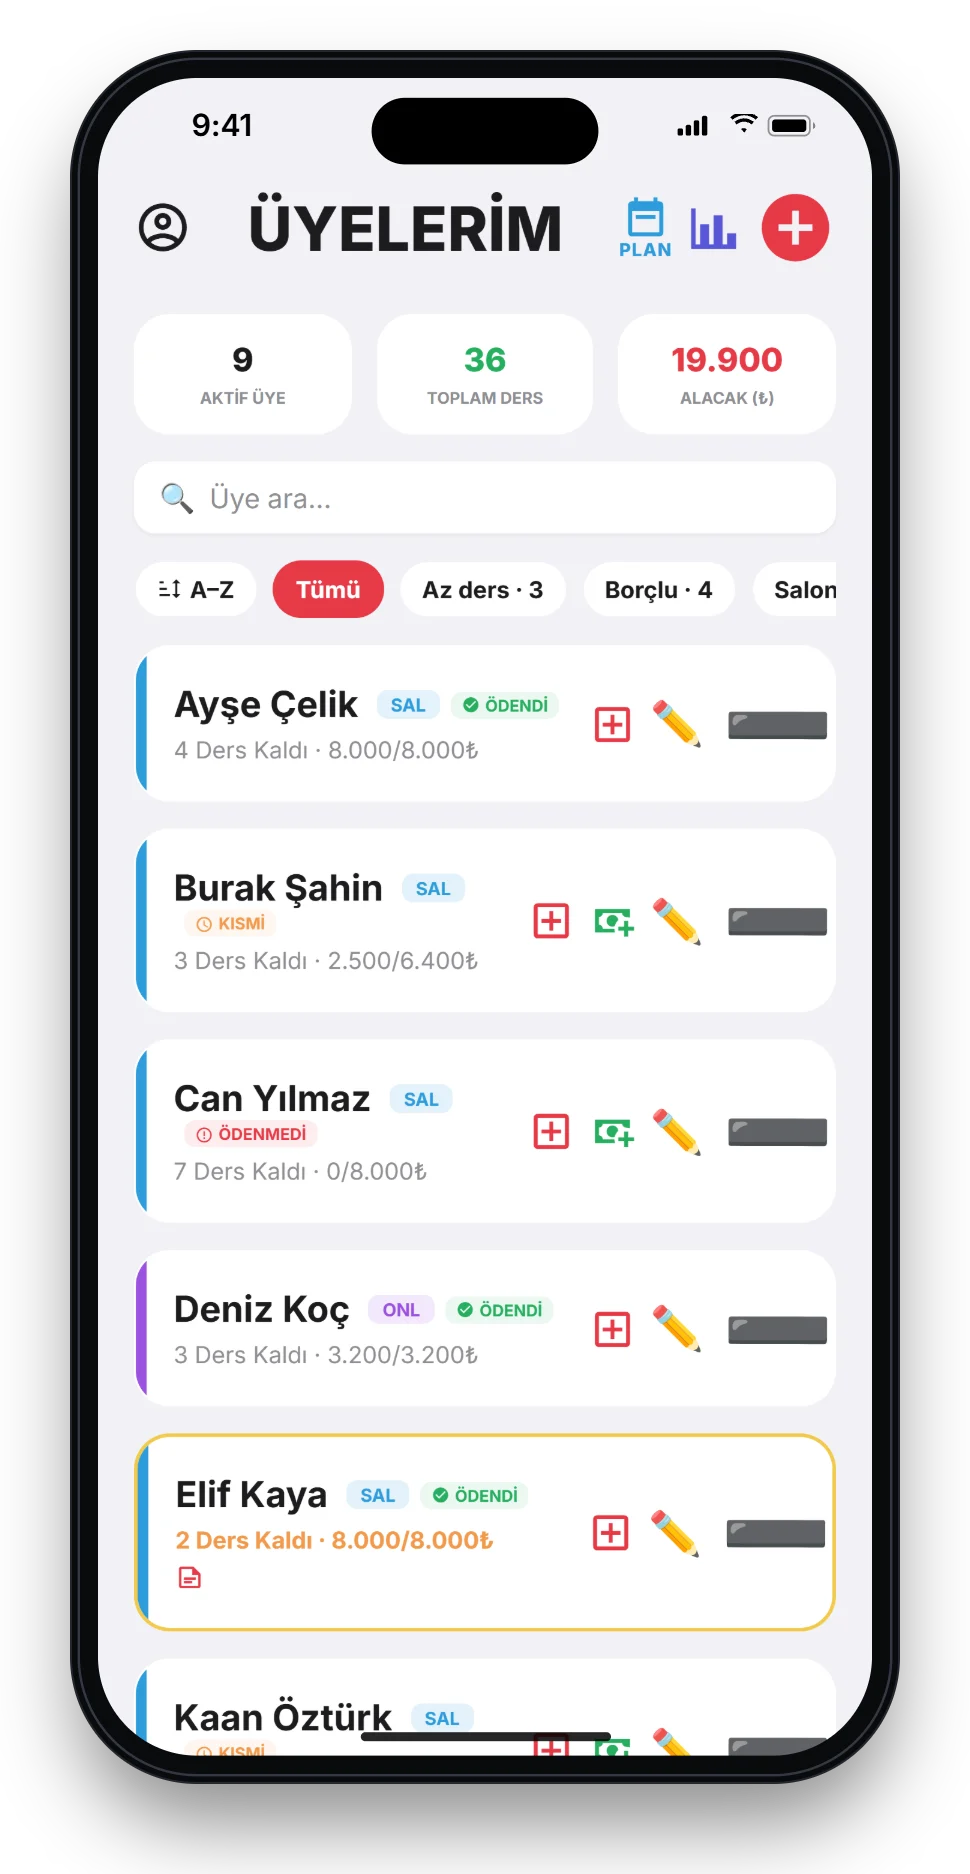 9:41
ÜYELERİM
PLAN
9
AKTİF ÜYE
36
TOPLAM DERS
19.900
ALACAK (₺)
Üye ara...
A–Z
Tümü
Az ders · 3
Borçlu · 4
Salon
Ayşe Çelik SAL ÖDENDİ
4 Ders Kaldı · 8.000/8.000₺
Burak Şahin SAL
KISMİ
3 Ders Kaldı · 2.500/6.400₺
Can Yılmaz SAL
ÖDENMEDİ
7 Ders Kaldı · 0/8.000₺
Deniz Koç ONL ÖDENDİ
3 Ders Kaldı · 3.200/3.200₺
Elif Kaya SAL ÖDENDİ
2 Ders Kaldı · 8.000/8.000₺
Kaan Öztürk SAL
KISMİ